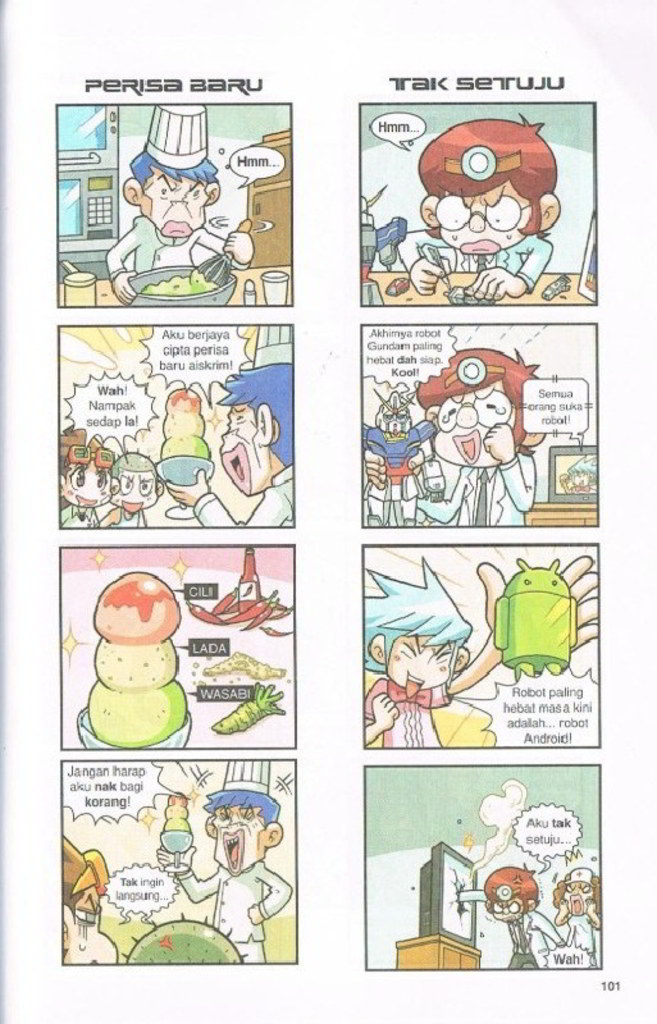 PERISA BARU
Hmm...
Aku berjaya
cipta perisa
baru aiskrim!
Wah!
Nampak
sedap la!
CILI
LADA
WASABI
Jangan harap
aku nak bagi
korang!
Tak ingin
langsung...
TAK SETUJU
Hmm...
Akhirnya robot
Gundam paling
hebat dah siap.
Kool!
Semua
orang suka
robot!
Robot paling
hebat masa kini
adalah... robot
Android!
Aku tak
setuju...
Wah!
101